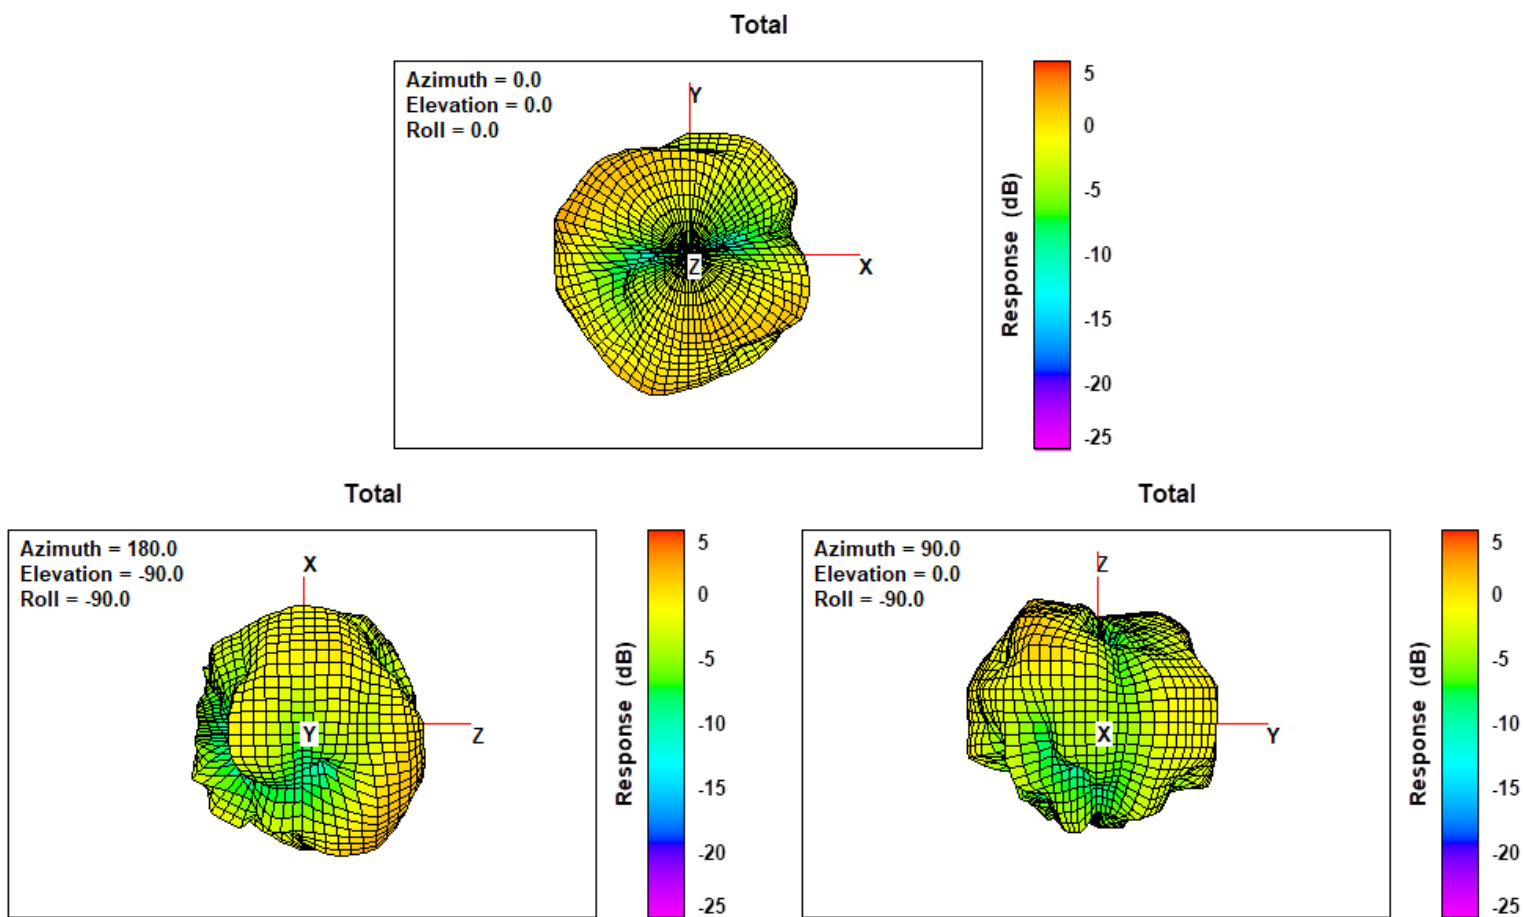 Total
Azimuth = 0.0
Elevation = 0.0
Roll = 0.0
Y
Z
X
Response (dB)
5
0
-5
-10
-15
-20
-25
Total
Azimuth = 180.0
Elevation = -90.0
Roll = -90.0
X
Y
Z
Response (dB)
5
0
-5
-10
-15
-20
-25
Total
Azimuth = 90.0
Elevation = 0.0
Roll = -90.0
Z
X
Y
Response (dB)
5
0
-5
-10
-15
-20
-25